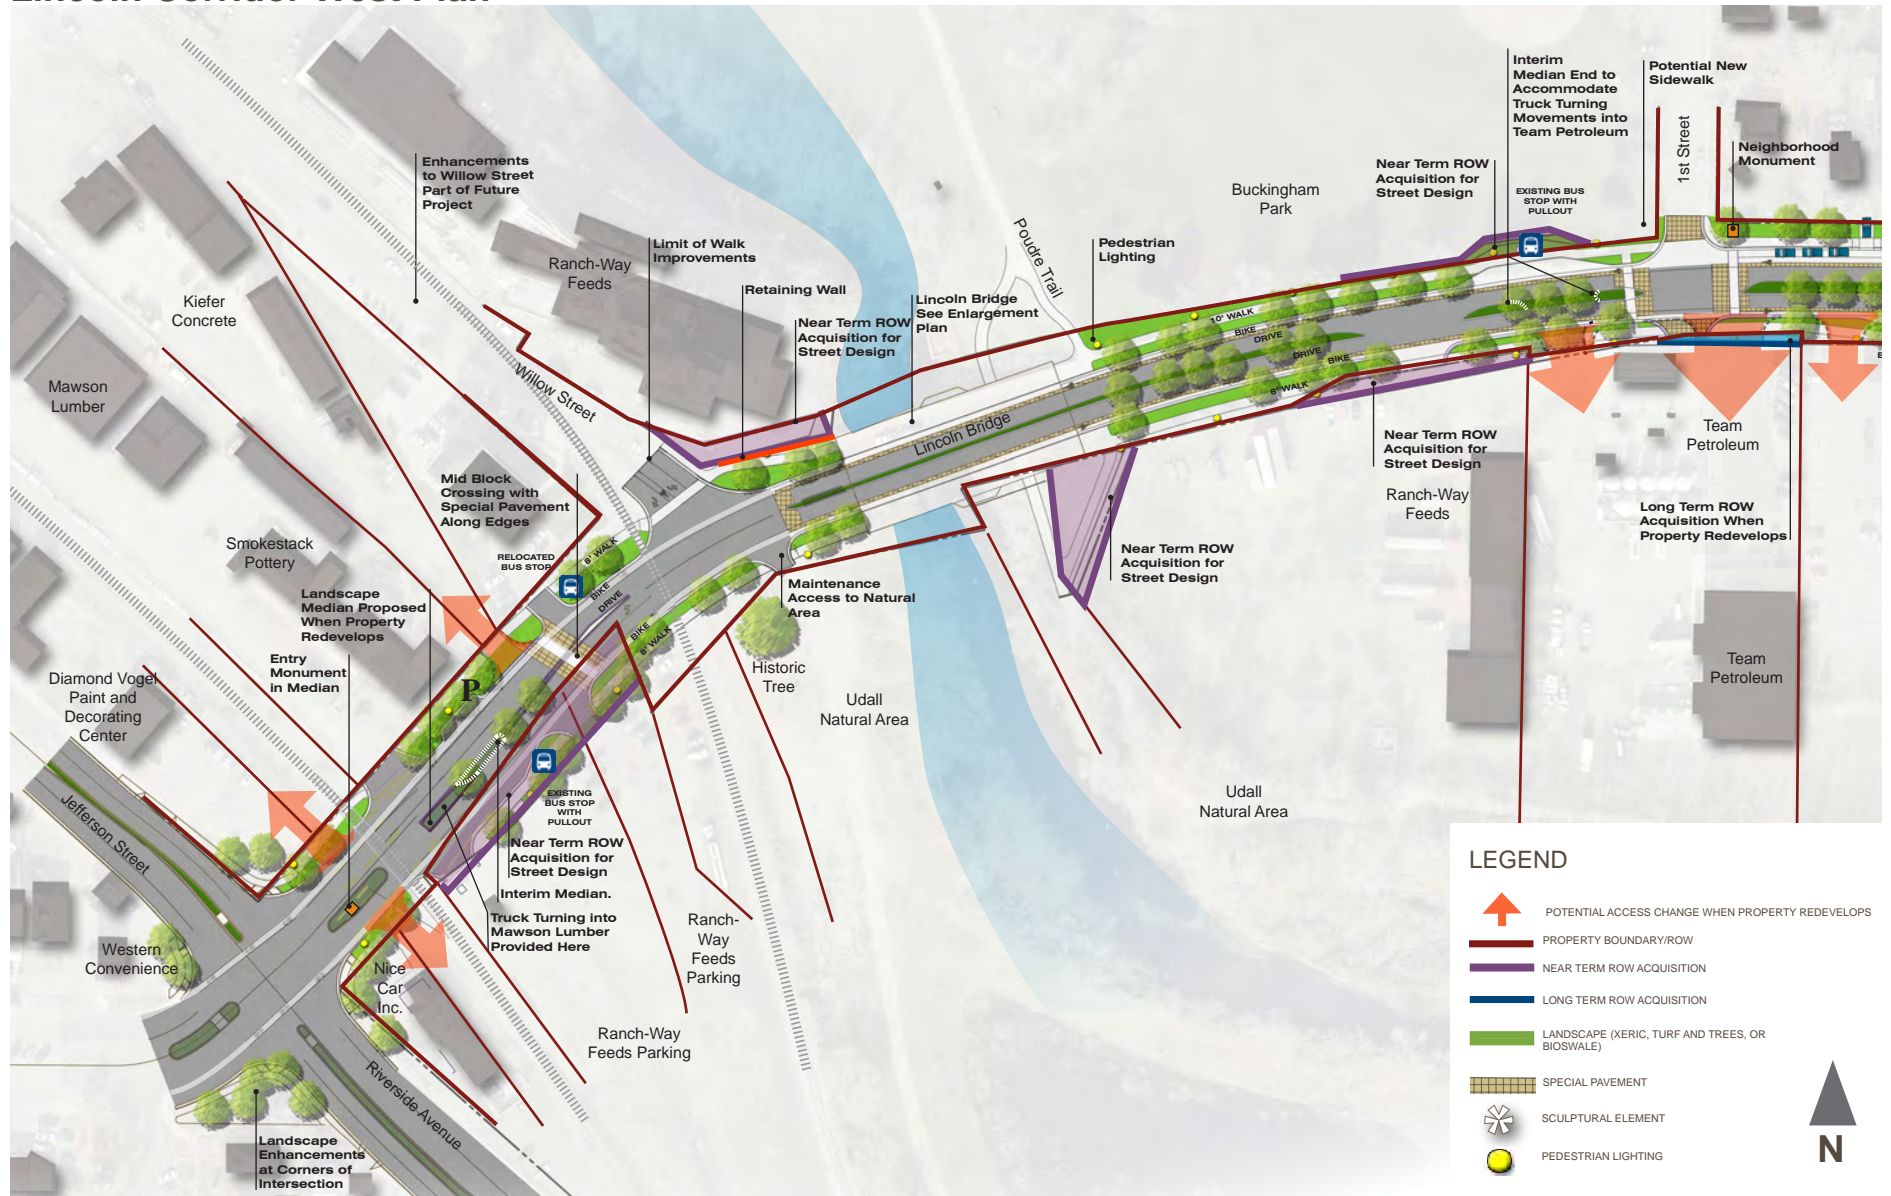 Lincoln Corridor West Plan
Interim
Median End to
Accommodate
Truck Turning
Movements into
Team Petroleum
Potential New
Sidewalk
1st Street
Neighborhood
Monument
Near Term ROW
Acquisition for
Street Design
EXISTING BUS
STOP WITH
PULLOUT
Buckingham
Park
Enhancements
to Willow Street
Part of Future
Project
Ranch-Way
Feeds
Limit of Walk
Improvements
Retaining Wall
Near Term ROW
Acquisition for
Street Design
Lincoln Bridge
See Enlargement
Plan
Poudre Trail
Pedestrian
Lighting
10' WALK
BIKE
DRIVE
DRIVE
BIKE
8' WALK
Kiefer
Concrete
Mawson
Lumber
Willow Street
Lincoln Bridge
Team
Petroleum
Near Term ROW
Acquisition for
Street Design
Ranch-Way
Feeds
Long Term ROW
Acquisition When
Property Redevelops
Mid Block
Crossing with
Special Pavement
Along Edges
Smokestack
Pottery
RELOCATED
BUS STOP
8' WALK
BIKE
DRIVE
BIKE
8' WALK
Near Term ROW
Acquisition for
Street Design
Maintenance
Access to Natural
Area
Landscape
Median Proposed
When Property
Redevelops
Entry
Monument
in Median
P
Historic
Tree
Udall
Natural Area
Team
Petroleum
Diamond Vogel
Paint and
Decorating
Center
Udall
Natural Area
EXISTING
BUS STOP
WITH
PULLOUT
Jefferson Street
Near Term ROW
Acquisition for
Street Design
Interim Median.
Truck Turning into
Mawson Lumber
Provided Here
Western
Convenience
Nice
Car
Inc.
Ranch-
Way
Feeds
Parking
Ranch-Way
Feeds Parking
Riverside Avenue
Landscape
Enhancements
at Corners of
Intersection
LEGEND
POTENTIAL ACCESS CHANGE WHEN PROPERTY REDEVELOPS
PROPERTY BOUNDARY/ROW
NEAR TERM ROW ACQUISITION
LONG TERM ROW ACQUISITION
LANDSCAPE (XERIC, TURF AND TREES, OR
BIOSWALE)
SPECIAL PAVEMENT
SCULPTURAL ELEMENT
PEDESTRIAN LIGHTING
N